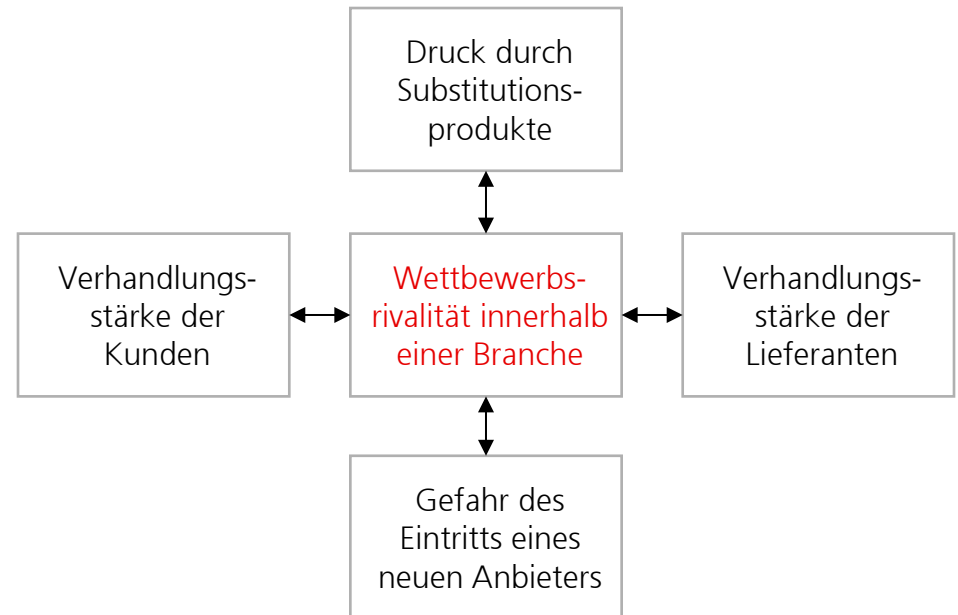 Druck durch
Substitutions-
produkte
Verhandlungs-
stärke der
Kunden
Wettbewerbs-
rivalität innerhalb
einer Branche
Verhandlungs-
stärke der
Lieferanten
Gefahr des
Eintritts eines
neuen Anbieters